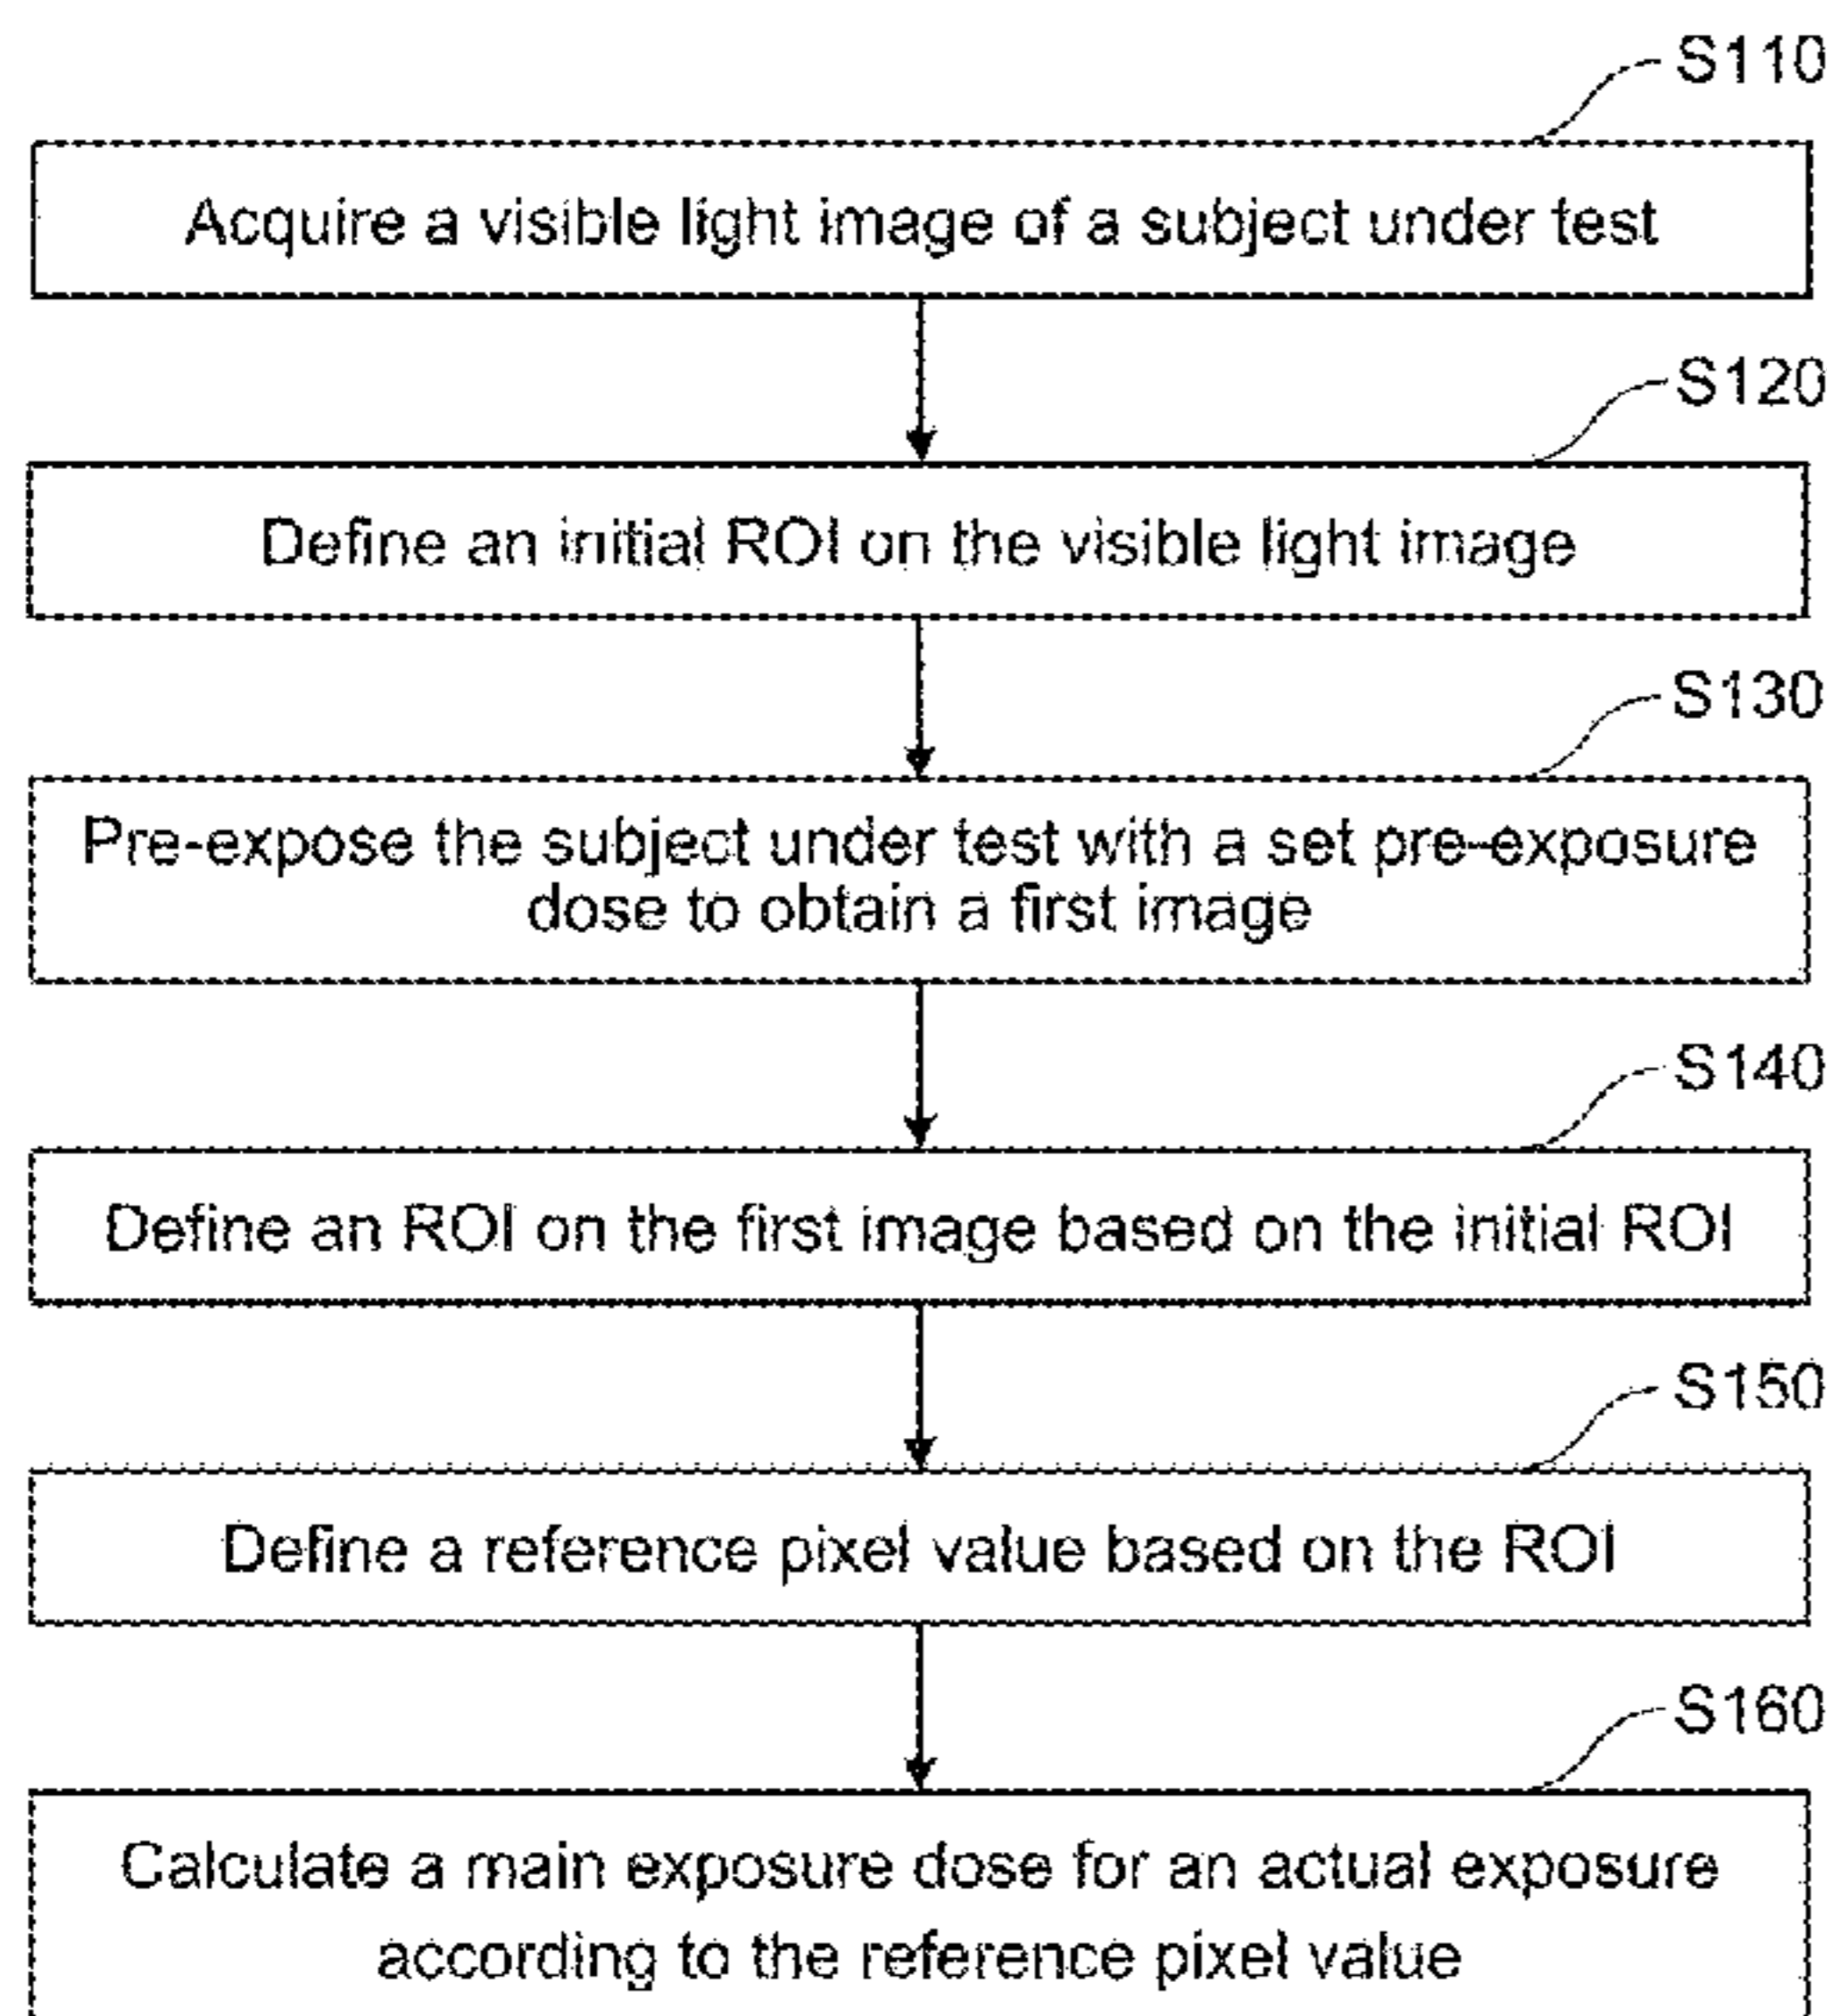 S110
Acquire a visible light image of a subject under test
S120
Define an initial ROI on the visible light image
S130
Pre-expose the subject under test with a set pre-exposure
dose to obtain a first image
S140
Define an ROI on the first image based on the initial ROI
S150
Define a reference pixel value based on the ROI
S160
Calculate a main exposure dose for an actual exposure
according to the reference pixel value